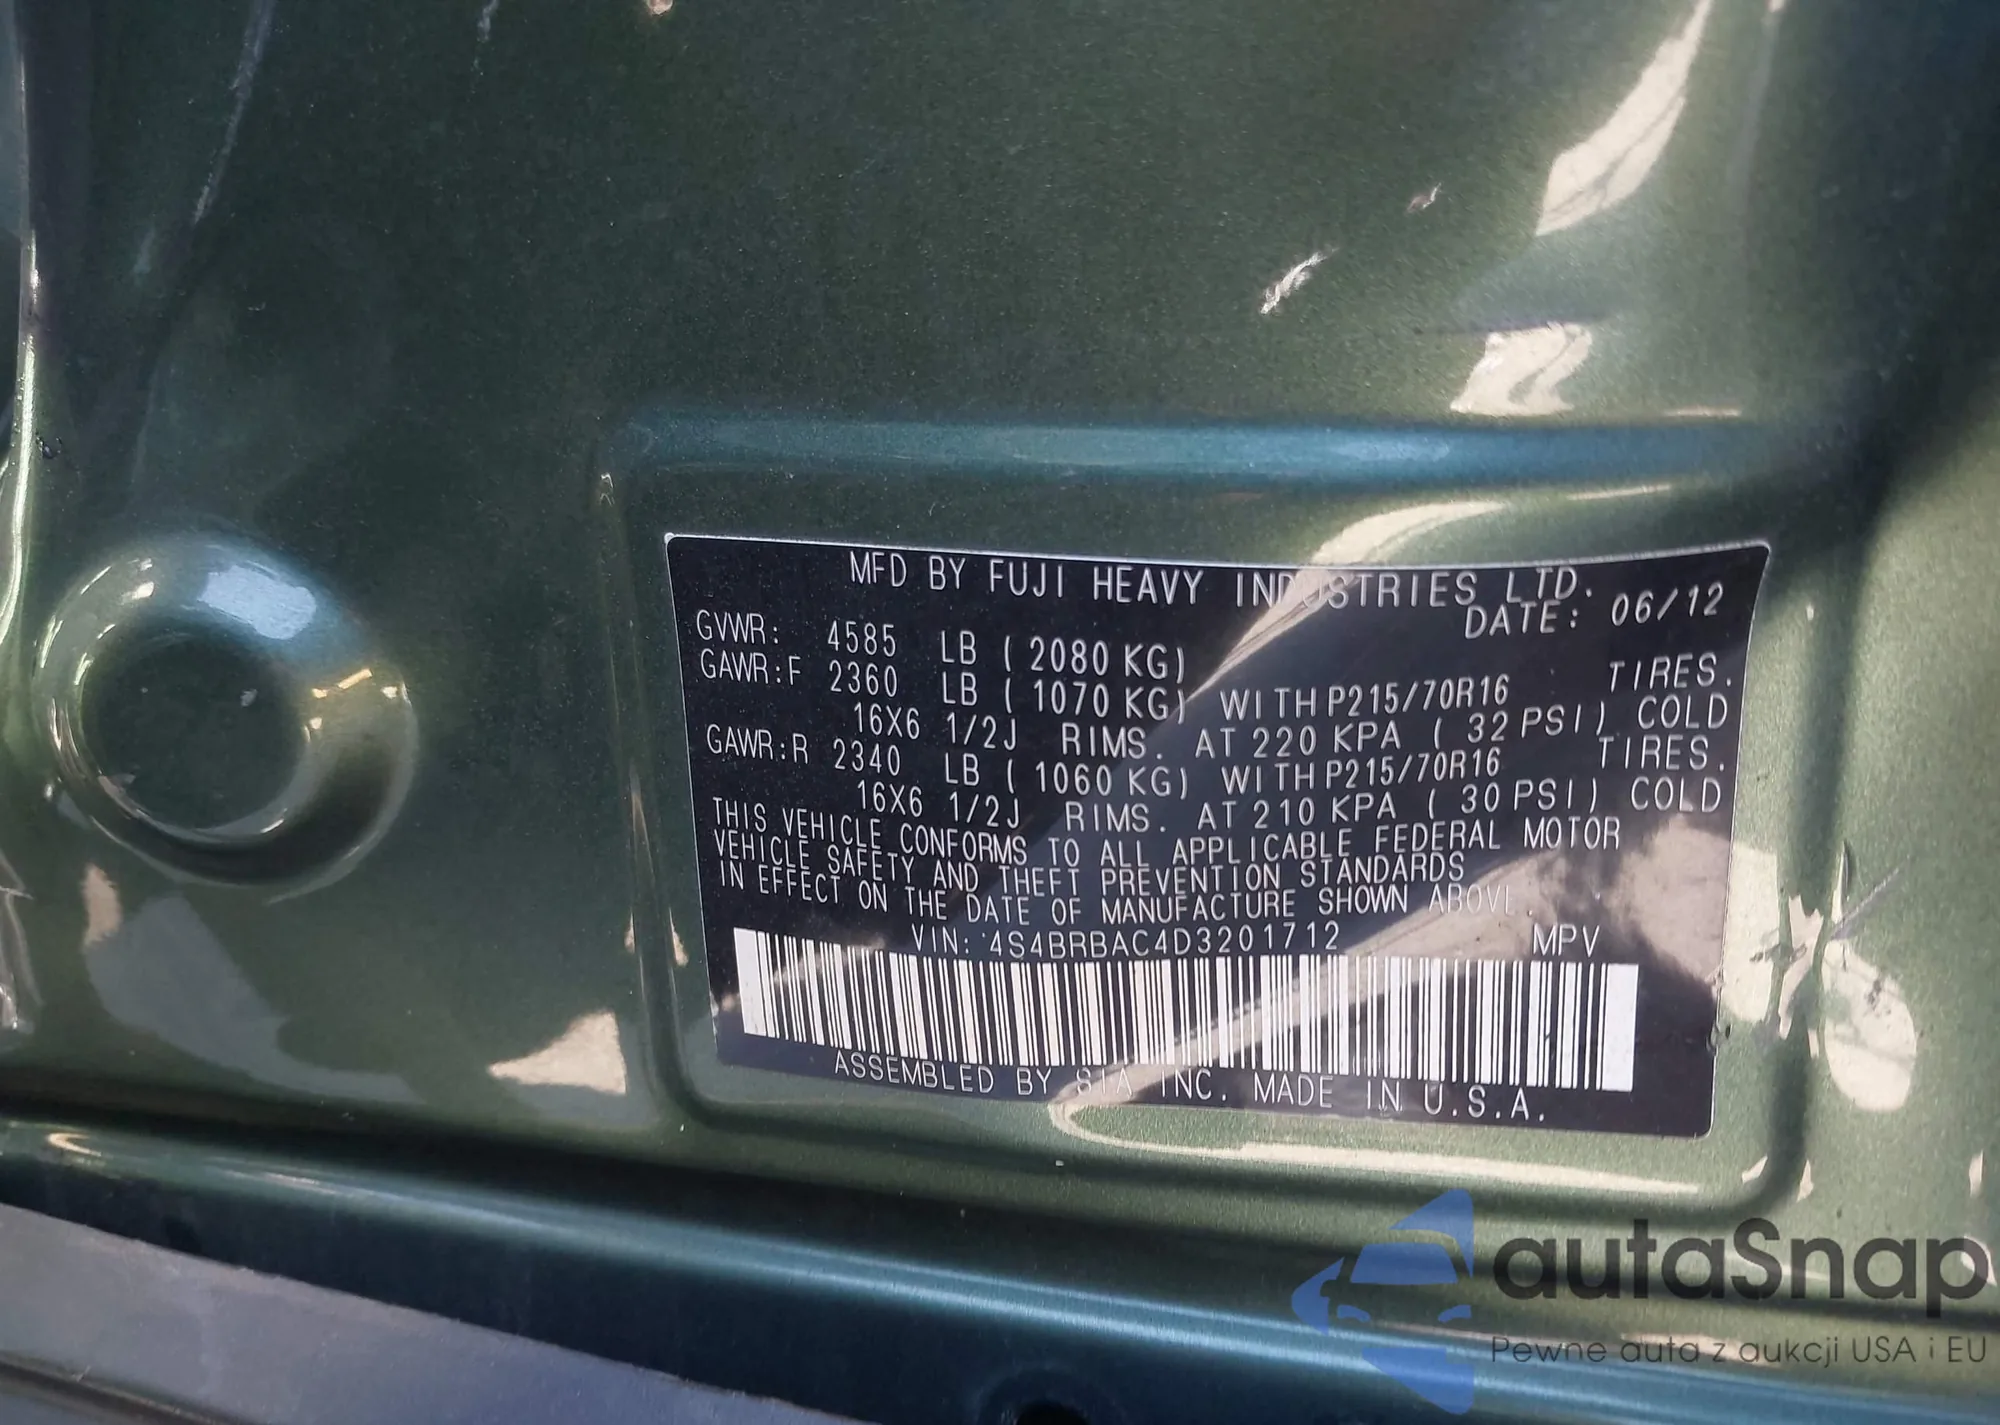 MFD BY FUJI HEAVY INDUSTRIES LTD.
DATE: 06/12
GVWR: 4585 LB ( 2080 KG)
GAWR:F 2360 LB ( 1070 KG) WITH P215/70R16 TIRES.
16X6 1/2J RIMS. AT 220 KPA ( 32 PSI) COLD
GAWR:R 2340 LB ( 1060 KG) WITH P215/70R16 TIRES.
16X6 1/2J RIMS. AT 210 KPA ( 30 PSI) COLD
THIS VEHICLE CONFORMS TO ALL APPLICABLE FEDERAL MOTOR
VEHICLE SAFETY AND THEFT PREVENTION STANDARDS
IN EFFECT ON THE DATE OF MANUFACTURE SHOWN ABOVE.
VIN: 4S4BRBAC4D3201712 MPV
ASSEMBLED BY SIA INC. MADE IN U.S.A.
autaSnap
Pewne auta z aukcji USA i EU